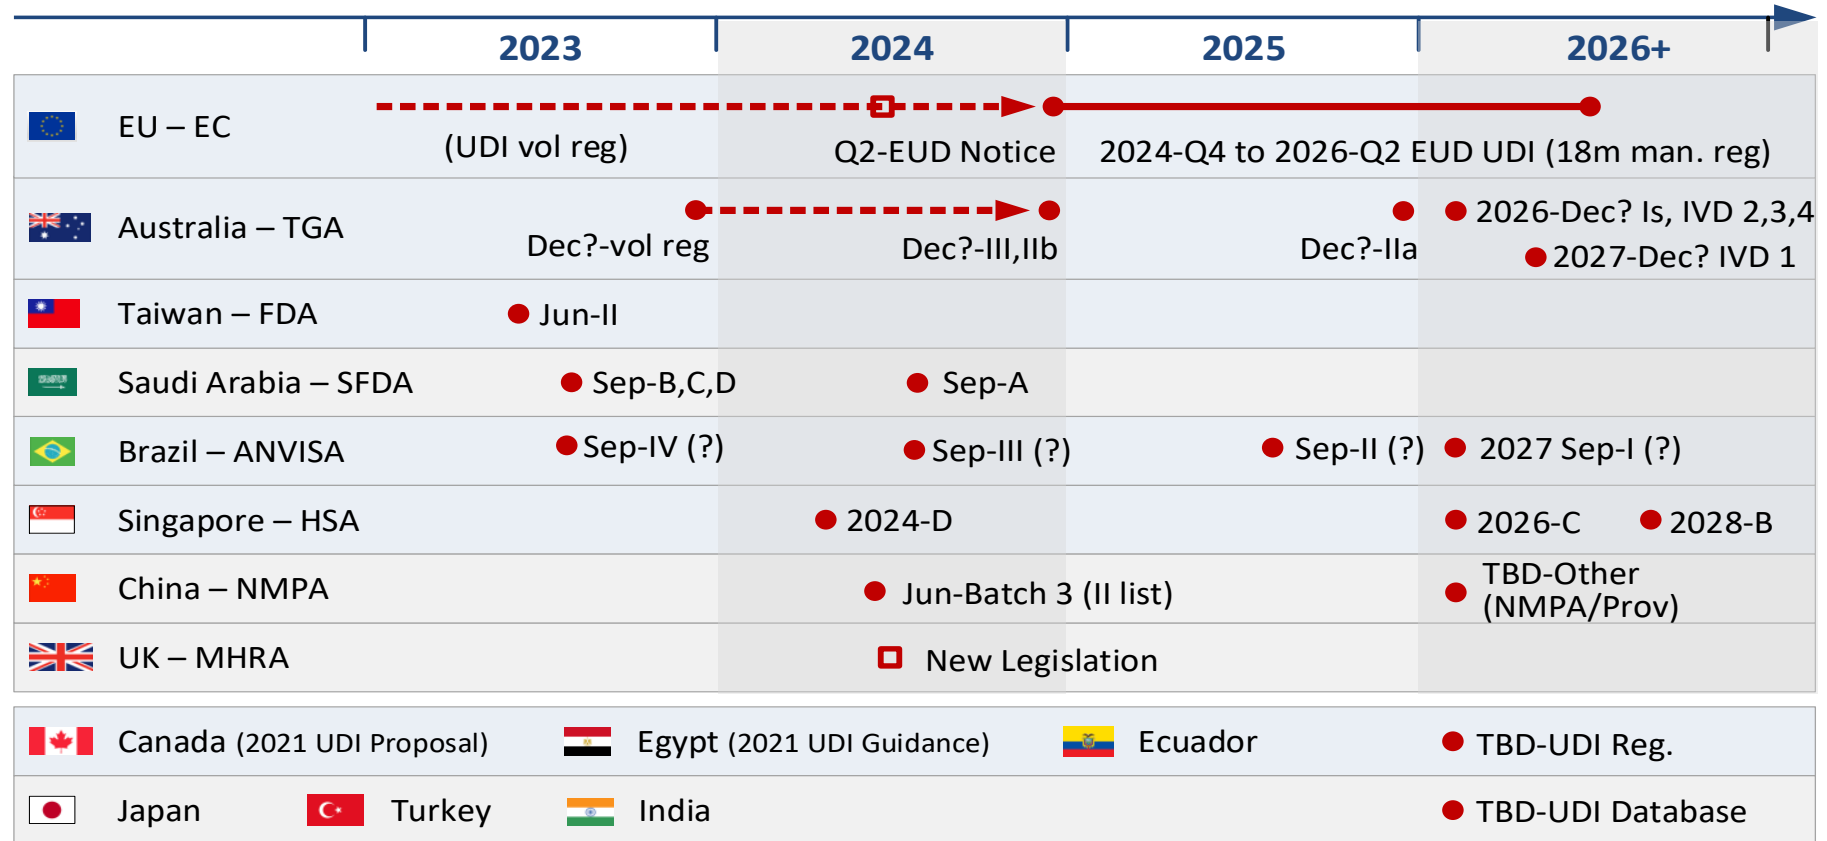 2023 2024 2025 2026+
EU – EC
(UDI vol reg)
Q2-EUD Notice
2024-Q4 to 2026-Q2 EUD UDI (18m man. reg)
Australia – TGA
Dec?-vol reg
Dec?-III,IIb
Dec?-IIa
2026-Dec? Is, IVD 2,3,4
2027-Dec? IVD 1
Taiwan – FDA
Jun-II
Saudi Arabia – SFDA
Sep-B,C,D
Sep-A
Brazil – ANVISA
Sep-IV (?)
Sep-III (?)
Sep-II (?)
2027 Sep-I (?)
Singapore – HSA
2024-D
2026-C
2028-B
China – NMPA
Jun-Batch 3 (II list)
TBD-Other
(NMPA/Prov)
UK – MHRA
New Legislation
Canada (2021 UDI Proposal)
Egypt (2021 UDI Guidance)
Ecuador
TBD-UDI Reg.
Japan
Turkey
India
TBD-UDI Database